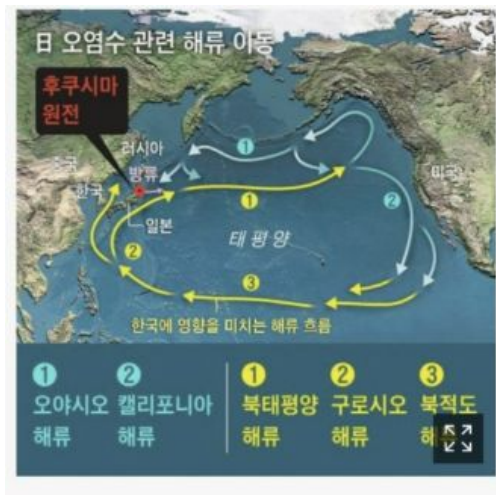 日 오염수 관련 해류 이동
후쿠시마
원전
러시아
중국
방류
한국
미국
일본
태평양
한국에 영향을 미치는 해류 흐름
1 2 1 2 3
오야시오 캘리포니아 북태평양 구로시오 북적도
해류 해류 해류 해류